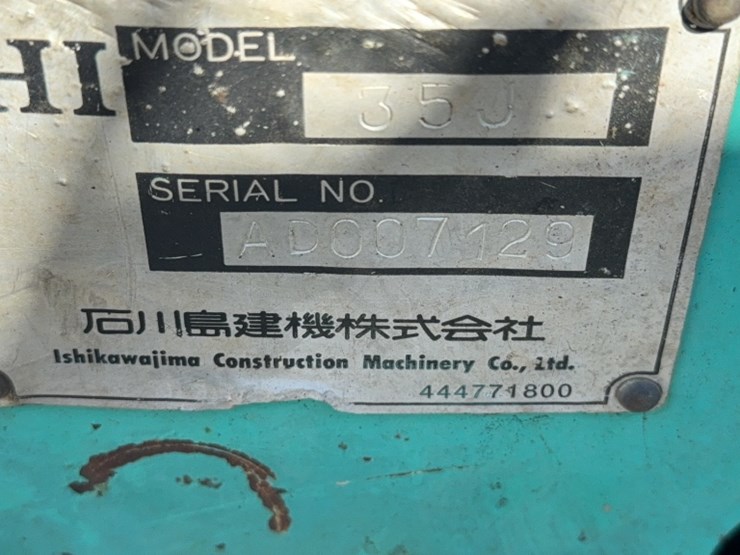 HI
MODEL
35J
SERIAL NO.
AD007129
石川島建機株式会社
Ishikawajima Construction Machinery Co., Ltd.
444771800